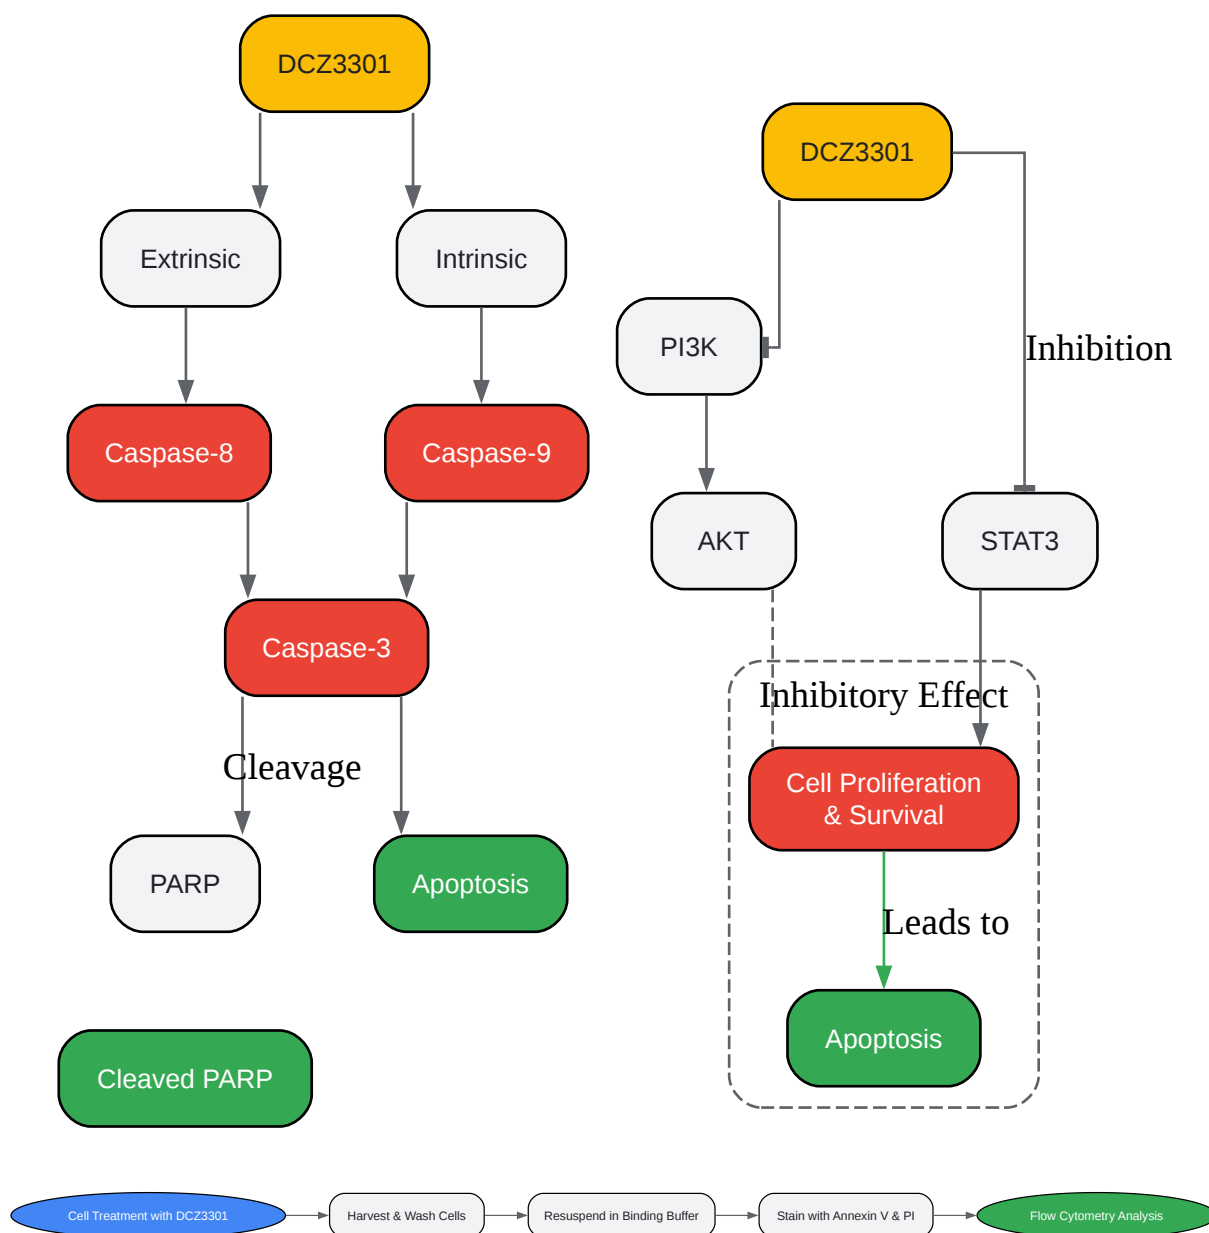 DCZ3301
Extrinsic
Intrinsic
Caspase-8
Caspase-9
Caspase-3
Cleavage
PARP
Apoptosis
Cleaved PARP
DCZ3301
PI3K
Inhibition
AKT
STAT3
Inhibitory Effect
Cell Proliferation
& Survival
Leads to
Apoptosis
Cell Treatment with DCZ3301
Harvest & Wash Cells
Resuspend in Binding Buffer
Stain with Annexin V & PI
Flow Cytometry Analysis